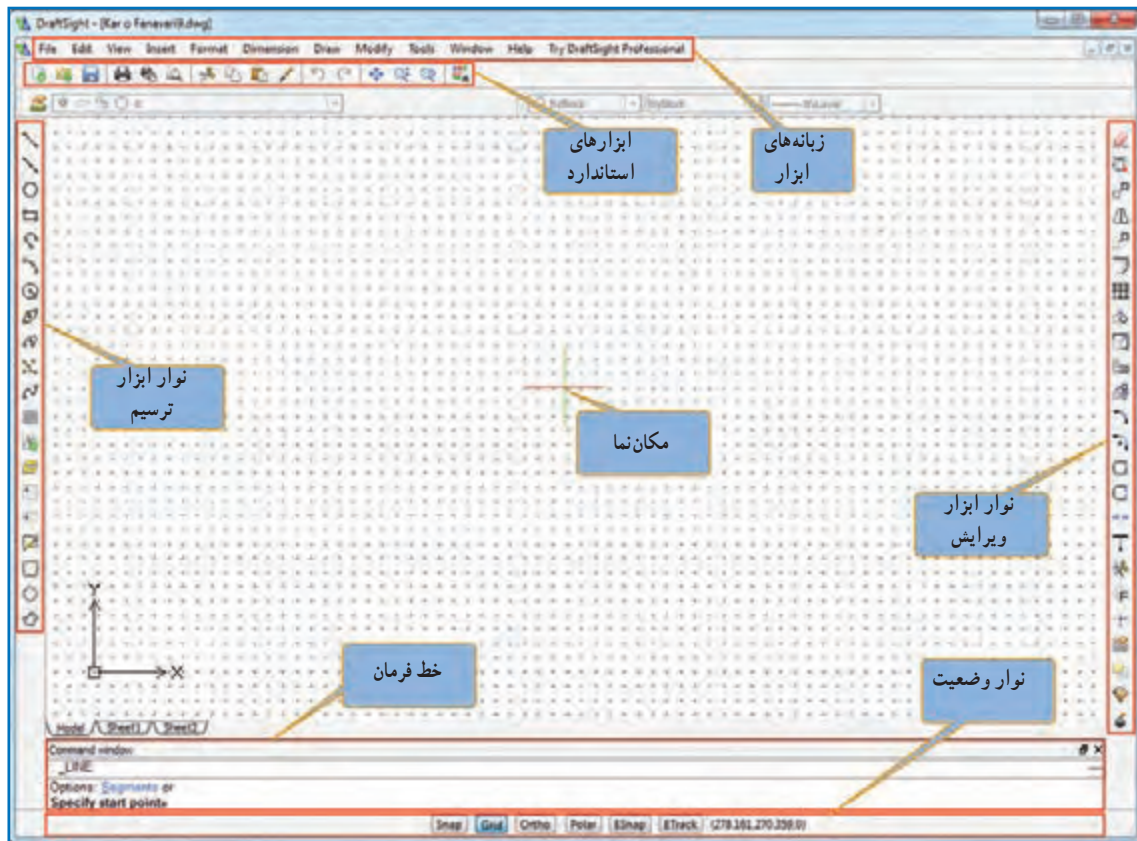 DraftSight - [Kar o Fanavari9.dwg]
File Edit View Insert Format Dimension Draw Modify Tools Window Help Try DraftSight Professional
ابزارهای
استاندارد
زبانه‌های
ابزار
نوار ابزار
ترسیم
مکان‌نما
نوار ابزار
ویرایش
Y
X
خط فرمان
نوار وضعیت
Model Sheet1 Sheet2
Command window
_LINE
Options: Segments or
Specify start point»
Snap Grid Ortho Polar ESnap ETrack